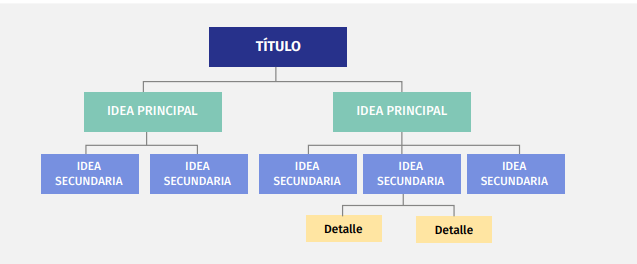 TÍTULO
IDEA PRINCIPAL
IDEA PRINCIPAL
IDEA
SECUNDARIA
IDEA
SECUNDARIA
IDEA
SECUNDARIA
IDEA
SECUNDARIA
IDEA
SECUNDARIA
Detalle
Detalle